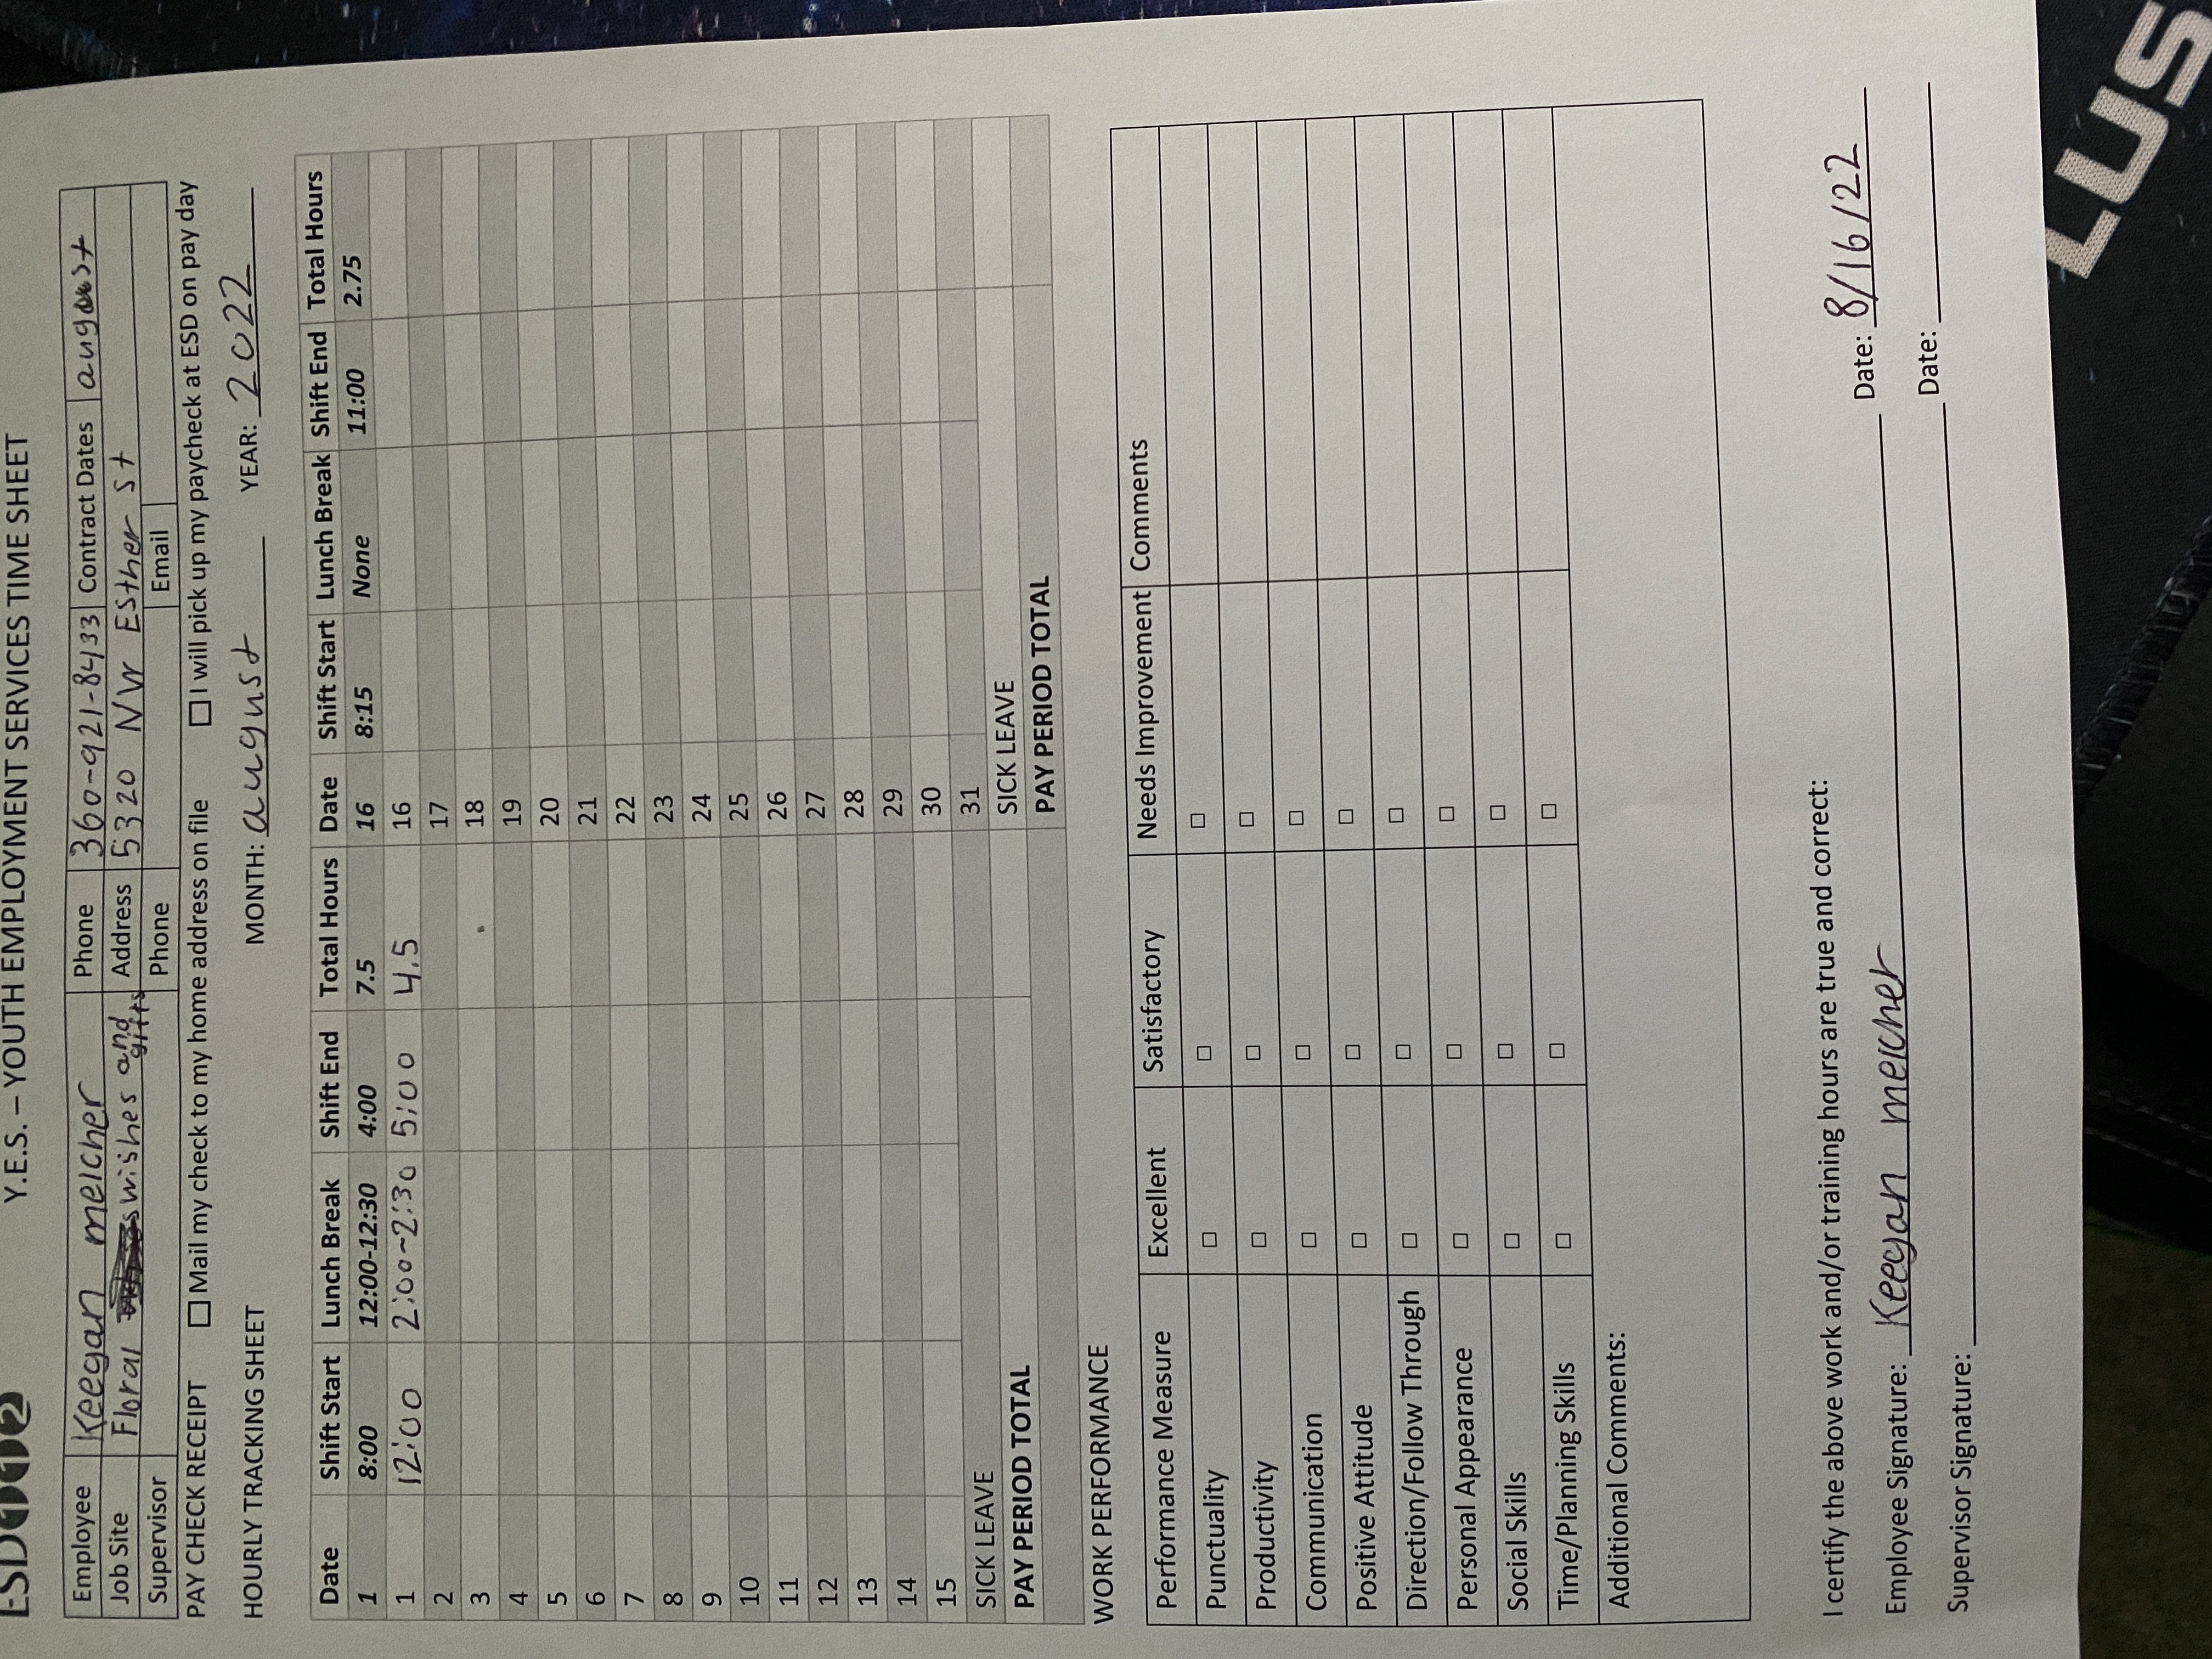 ESD112
Y.E.S. – YOUTH EMPLOYMENT SERVICES TIME SHEET
Employee Keegan melcher Phone 360-921-8433 Contract Dates august
Job Site Floral swishes and gifts Address 5320 NW Esther st
Supervisor Phone Email
PAY CHECK RECEIPT ☐ Mail my check to my home address on file ☐ I will pick up my paycheck at ESD on pay day
HOURLY TRACKING SHEET MONTH: august YEAR: 2022
Date Shift Start Lunch Break Shift End Total Hours Date Shift Start Lunch Break Shift End Total Hours
1 8:00 12:00-12:30 4:00 7.5 16 8:15 None 11:00 2.75
1 12:00 2:00-2:30 5:00 4.5 16
2 17
3 18
4 19
5 20
6 21
7 22
8 23
9 24
10 25
11 26
12 27
13 28
14 29
15 30
SICK LEAVE 31
PAY PERIOD TOTAL SICK LEAVE
PAY PERIOD TOTAL
WORK PERFORMANCE
Performance Measure Excellent Satisfactory Needs Improvement Comments
Punctuality ☐ ☐ ☐
Productivity ☐ ☐ ☐
Communication ☐ ☐ ☐
Positive Attitude ☐ ☐ ☐
Direction/Follow Through ☐ ☐ ☐
Personal Appearance ☐ ☐ ☐
Social Skills ☐ ☐ ☐
Time/Planning Skills ☐ ☐ ☐
Additional Comments:
I certify the above work and/or training hours are true and correct:
Employee Signature: Keegan melcher Date: 8/16/22
Supervisor Signature: Date:
LUS